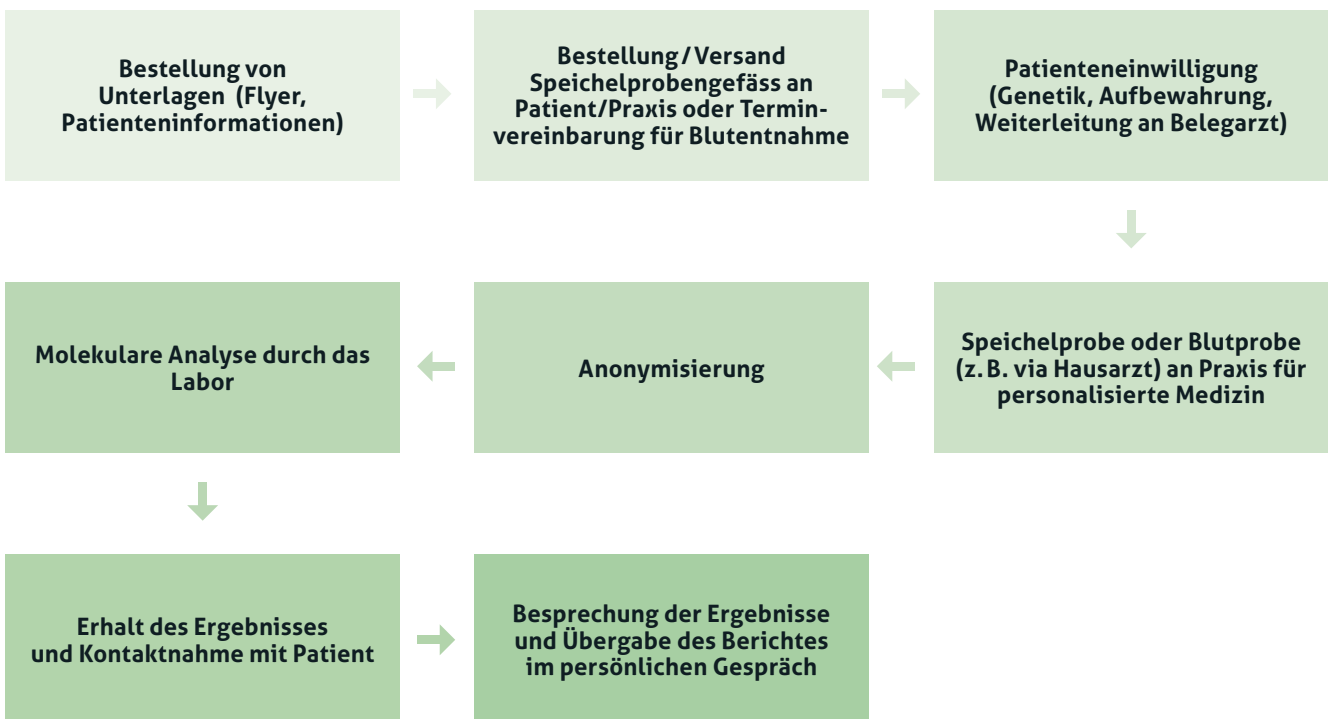 Bestellung von
Unterlagen (Flyer,
Patienteninformationen)
Bestellung/Versand
Speichelprobengefäss an
Patient/Praxis oder Termin-
vereinbarung für Blutentnahme
Patienteneinwilligung
(Genetik, Aufbewahrung,
Weiterleitung an Belegarzt)
Speichelprobe oder Blutprobe
(z. B. via Hausarzt) an Praxis für
personalisierte Medizin
Anonymisierung
Molekulare Analyse durch das
Labor
Erhalt des Ergebnisses
und Kontaktnahme mit Patient
Besprechung der Ergebnisse
und Übergabe des Berichtes
im persönlichen Gespräch